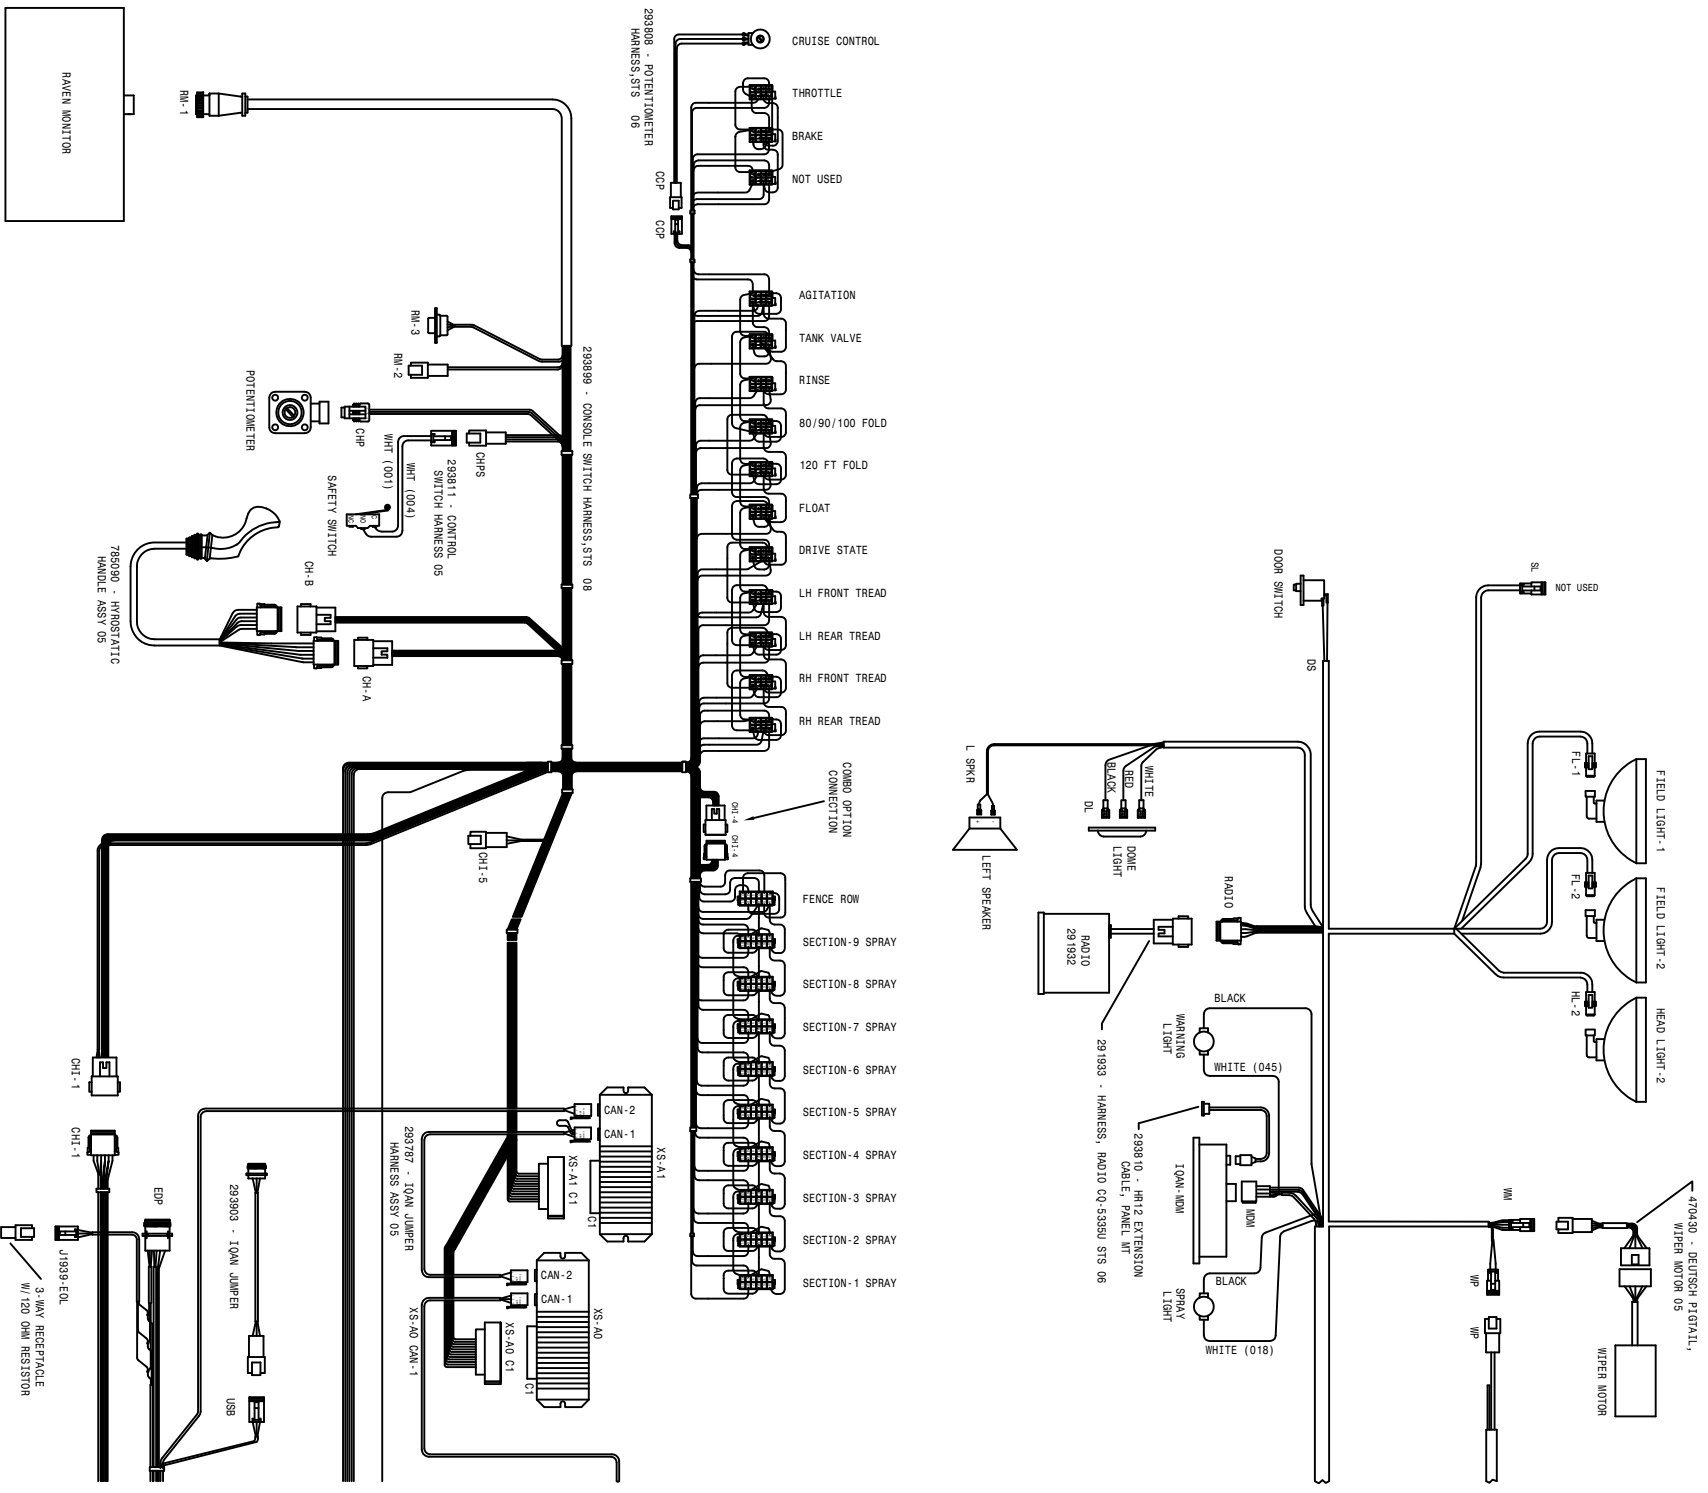 RAVEN MONITOR
RM-1
293808 - POTENTIOMETER
HARNESS,STS 06
CCP
CCP
CRUISE CONTROL
THROTTLE
BRAKE
NOT USED
AGITATION
TANK VALVE
RINSE
80/90/100 FOLD
120 FT FOLD
FLOAT
DRIVE STATE
LH FRONT TREAD
LH REAR TREAD
RH FRONT TREAD
RH REAR TREAD
COMBO OPTION
CONNECTION
CHI-4
CHI-4
FENCE ROW
SECTION-9 SPRAY
SECTION-8 SPRAY
SECTION-7 SPRAY
SECTION-6 SPRAY
SECTION-5 SPRAY
SECTION-4 SPRAY
SECTION-3 SPRAY
SECTION-2 SPRAY
SECTION-1 SPRAY
RM-3
RM-2
293899 - CONSOLE SWITCH HARNESS,STS 08
POTENTIOMETER
CHP
CHPS
WHT (001)
WHT (004)
293811 - CONTROL
SWITCH HARNESS 05
SAFETY SWITCH
NC
NO
C
785090 - HYROSTATIC
HANDLE ASSY 05
CH-B
CH-A
CHI-5
CHI-1
CHI-1
CAN-2
CAN-1
XS-A1
XS-A1 C1
C1
293787 - IQAN JUMPER
HARNESS ASSY 05
CAN-2
CAN-1
XS-A0
XS-A0 C1
C1
XS-A0 CAN-1
EDP
293903 - IQAN JUMPER
USB
J1939-EOL
3-WAY RECEPTACLE
W/120 OHM RESISTOR
DOOR SWITCH
DS
SL
NOT USED
L SPKR
LEFT SPEAKER
+
-
BLACK
RED
WHITE
DL
DOME
LIGHT
RADIO
RADIO
291932
291933 - HARNESS, RADIO CQ-5335U STS 06
FL-1
FIELD LIGHT-1
FL-2
FIELD LIGHT-2
HL-2
HEAD LIGHT-2
BLACK
WARNING
LIGHT
WHITE (045)
293810 - HR12 EXTENSION
CABLE, PANEL MT
IQAN-MDM
MDM
BLACK
SPRAY
LIGHT
WHITE (018)
WM
WP
WP
470430 - DEUTSCH PIGTAIL,
WIPER MOTOR 05
WIPER MOTOR